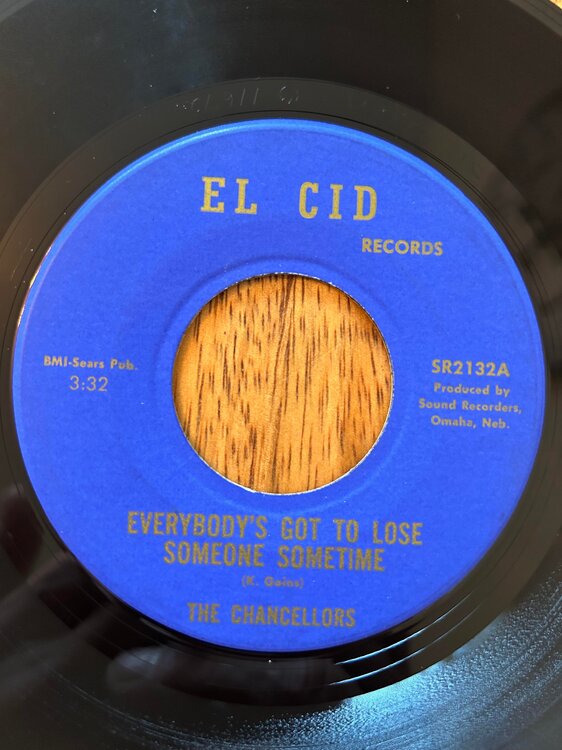 EL CID
RECORDS
BMI-Sears Pub.
3:32
SR2132A
Produced by
Sound Recorders,
Omaha, Neb.
EVERYBODY'S GOT TO LOSE
SOMEONE SOMETIME
(K. Gains)
THE CHANCELLORS